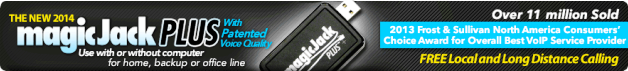 THE NEW 2014
magicJack PLUS
With
Patented
Voice Quality
Use with or without computer
for home, backup or office line
magicJack
PLUS
Over 11 million Sold
2013 Frost & Sullivan North America Consumers'
Choice Award for Overall Best VoIP Service Provider
FREE Local and Long Distance Calling